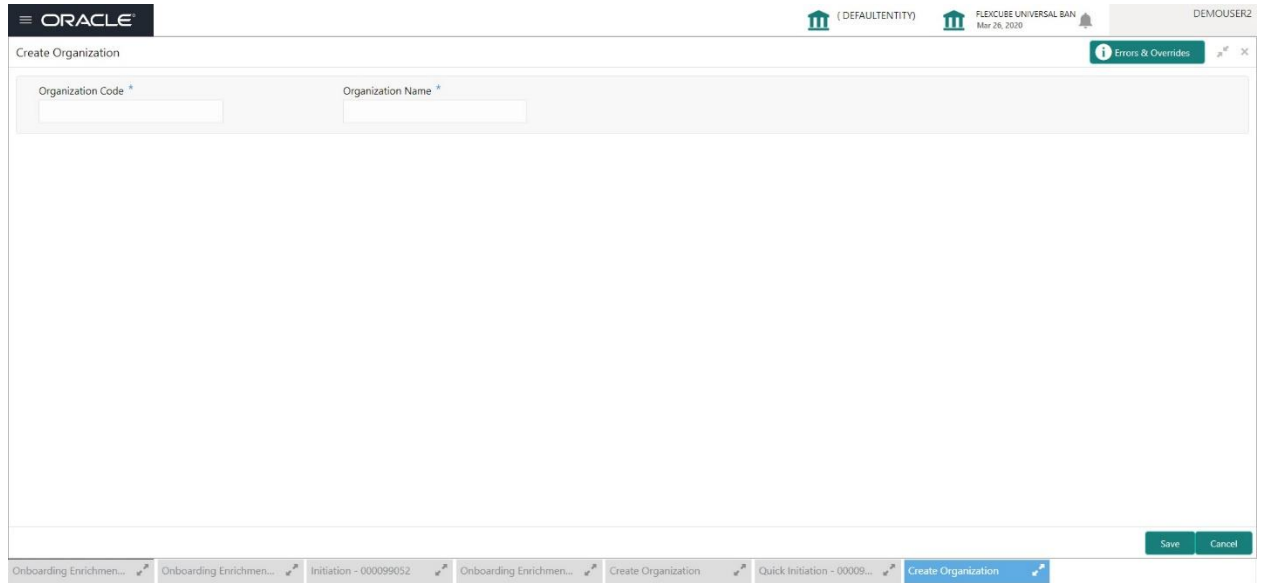 ORACLE®
( DEFAULTENTITY)
FLEXCUBE UNIVERSAL BAN
Mar 26, 2020
DEMOUSER2
Create Organization
Errors & Overrides
Organization Code *
Organization Name *
Save
Cancel
Onboarding Enrichmen...
Onboarding Enrichmen...
Initiation - 000099052
Onboarding Enrichmen...
Create Organization
Quick Initiation - 00009...
Create Organization